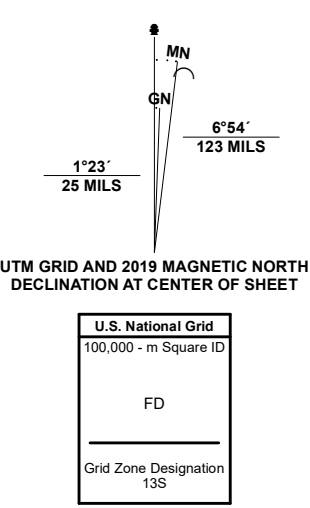 MN
GN
6°54´
123 MILS
1°23´
25 MILS
UTM GRID AND 2019 MAGNETIC NORTH
DECLINATION AT CENTER OF SHEET
U.S. National Grid
100,000 - m Square ID
FD
Grid Zone Designation
13S